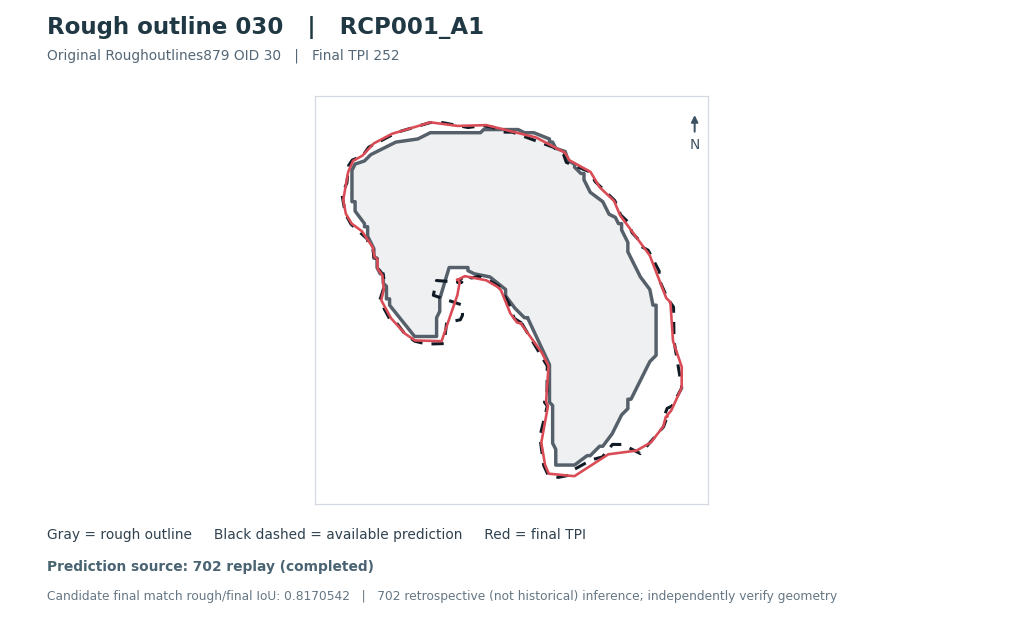 Rough outline 030   |   RCP001_A1
Original Roughoutlines879 OID 30   |   Final TPI 252
N
Gray = rough outline     Black dashed = available prediction     Red = final TPI
Prediction source: 702 replay (completed)
Candidate final match rough/final IoU: 0.8170542   |   702 retrospective (not historical) inference; independently verify geometry